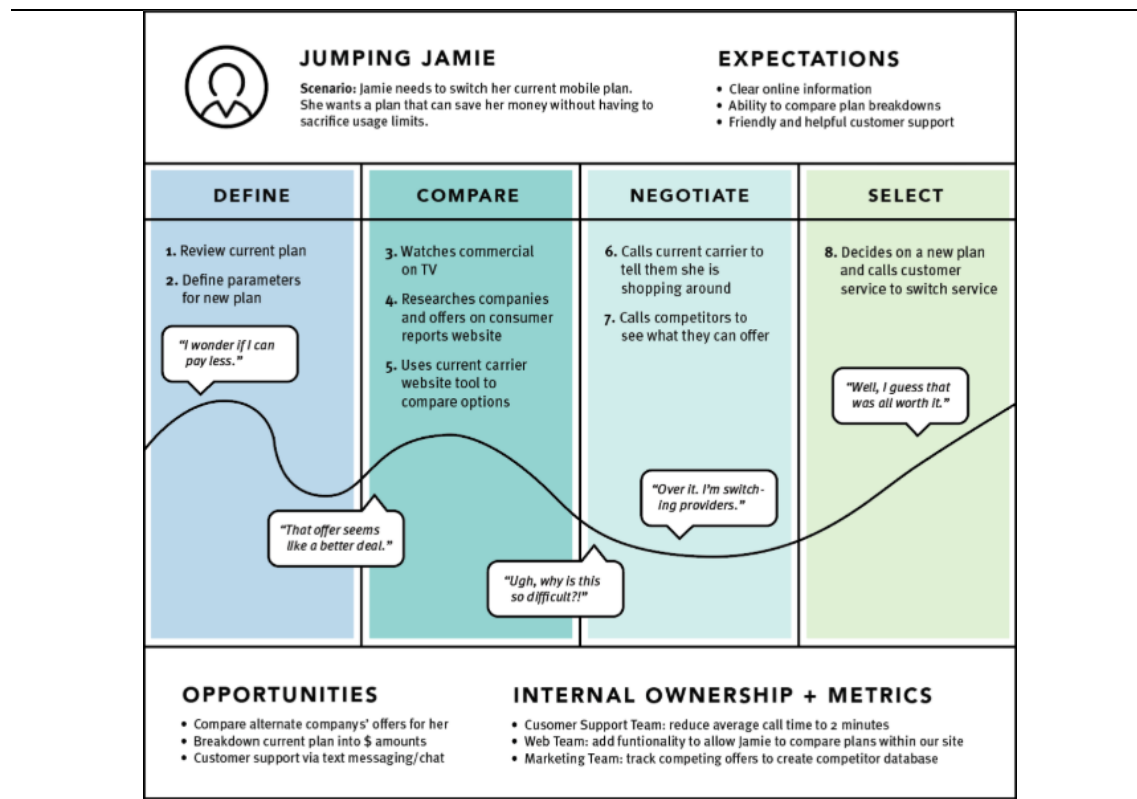 JUMPING JAMIE
Scenario: Jamie needs to switch her current mobile plan.
She wants a plan that can save her money without having to
sacrifice usage limits.
EXPECTATIONS
• Clear online information
• Ability to compare plan breakdowns
• Friendly and helpful customer support
DEFINE
1. Review current plan
2. Define parameters
for new plan
"I wonder if I can
pay less."
COMPARE
3. Watches commercial
on TV
4. Researches companies
and offers on consumer
reports website
5. Uses current carrier
website tool to
compare options
"That offer seems
like a better deal."
NEGOTIATE
6. Calls current carrier to
tell them she is
shopping around
7. Calls competitors to
see what they can offer
"Ugh, why is this
so difficult?!"
"Over it. I'm switch-
ing providers."
SELECT
8. Decides on a new plan
and calls customer
service to switch service
"Well, I guess that
was all worth it."
OPPORTUNITIES
• Compare alternate companys' offers for her
• Breakdown current plan into $ amounts
• Customer support via text messaging/chat
INTERNAL OWNERSHIP + METRICS
• Cusomer Support Team: reduce average call time to 2 minutes
• Web Team: add funtionality to allow Jamie to compare plans within our site
• Marketing Team: track competing offers to create competitor database